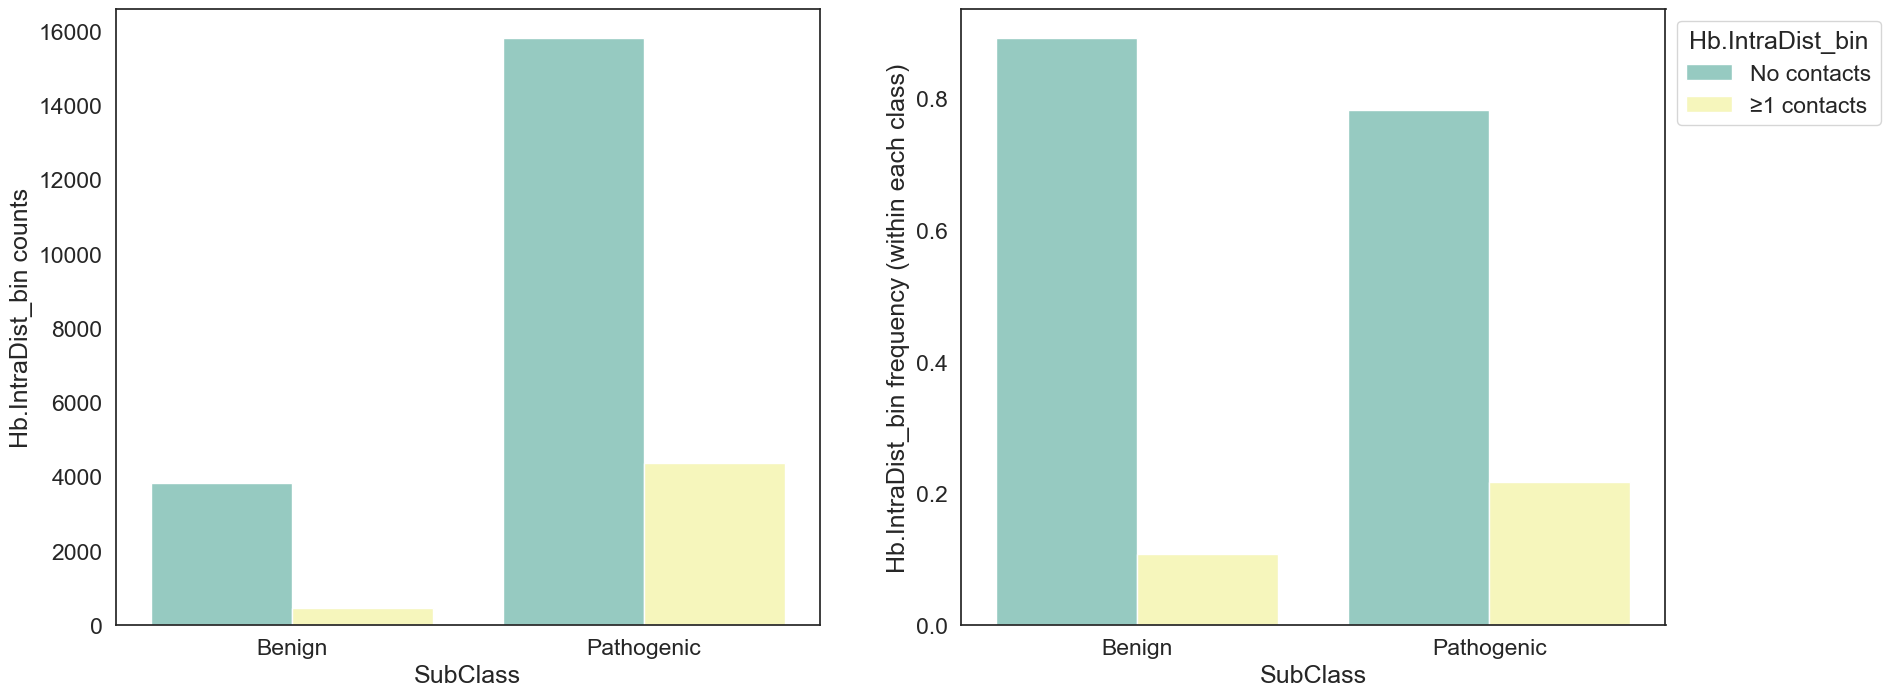 Hb.IntraDist_bin counts
16000
14000
12000
10000
8000
6000
4000
2000
0
Benign
Pathogenic
SubClass
Hb.IntraDist_bin frequency (within each class)
0.8
0.6
0.4
0.2
0.0
Benign
Pathogenic
SubClass
Hb.IntraDist_bin
No contacts
≥1 contacts